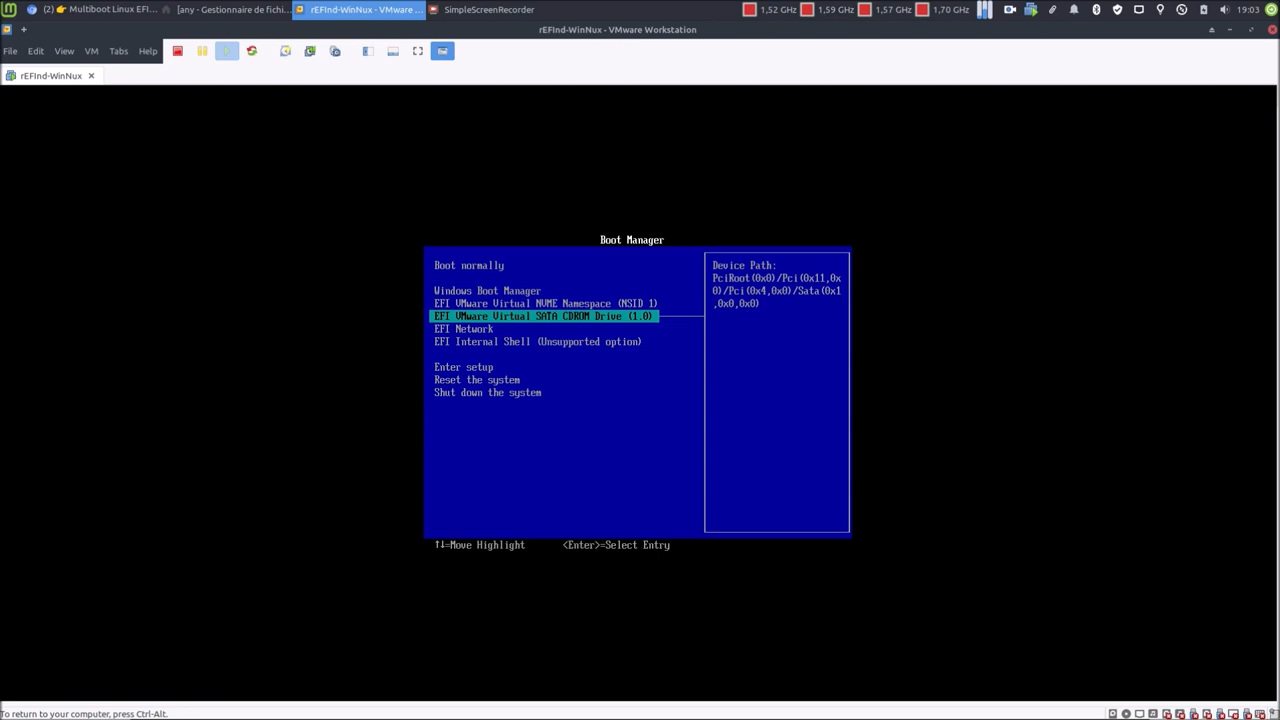 (2) 👉 Multiboot Linux EFI...
[any - Gestionnaire de fichi...
rEFInd-WinNux - VMware ...
SimpleScreenRecorder
1,52 GHz
1,59 GHz
1,57 GHz
1,70 GHz
19:03
rEFInd-WinNux - VMware Workstation
File Edit View VM Tabs Help
rEFInd-WinNux
Boot Manager
Boot normally
Windows Boot Manager
EFI VMware Virtual NVME Namespace (NSID 1)
EFI VMware Virtual SATA CDROM Drive (1.0)
EFI Network
EFI Internal Shell (Unsupported option)
Enter setup
Reset the system
Shut down the system
Device Path:
PciRoot(0x0)/Pci(0x11,0x
0)/Pci(0x4,0x0)/Sata(0x1
,0x0,0x0)
↑↓=Move Highlight
<Enter>=Select Entry
To return to your computer, press Ctrl-Alt.